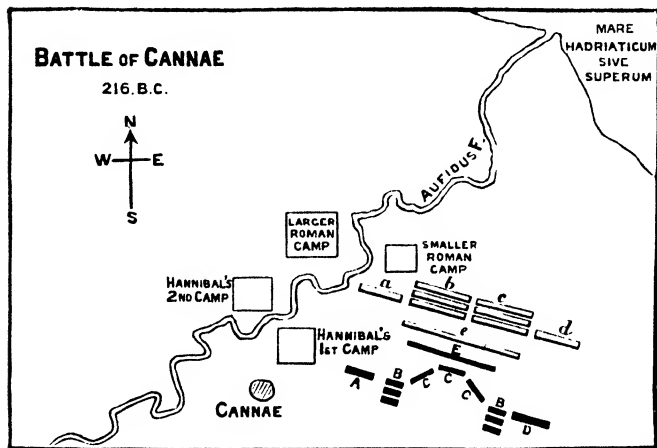 BATTLE OF CANNAE
216. B.C.
N
W E
S
MARE
HADRIATICUM
SIVE
SUPERUM
AUFIDUS F.
LARGER
ROMAN
CAMP
SMALLER
ROMAN
CAMP
HANNIBAL'S
2ND CAMP
HANNIBAL'S
1ST CAMP
CANNAE
a
b
c
d
e
E
A
B
C
C
C
B
D